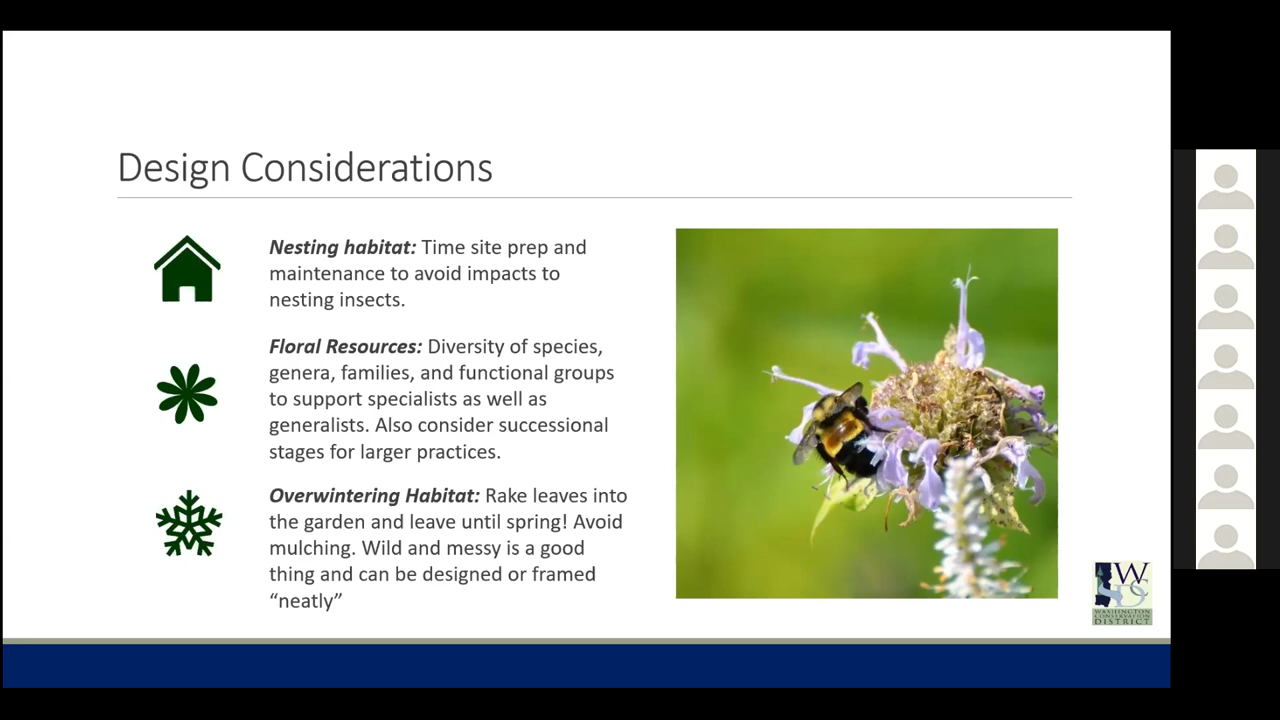 Design Considerations
Nesting habitat: Time site prep and
maintenance to avoid impacts to
nesting insects.
Floral Resources: Diversity of species,
genera, families, and functional groups
to support specialists as well as
generalists. Also consider successional
stages for larger practices.
Overwintering Habitat: Rake leaves into
the garden and leave until spring! Avoid
mulching. Wild and messy is a good
thing and can be designed or framed
“neatly”
WCD
WASHINGTON
CONSERVATION
DISTRICT